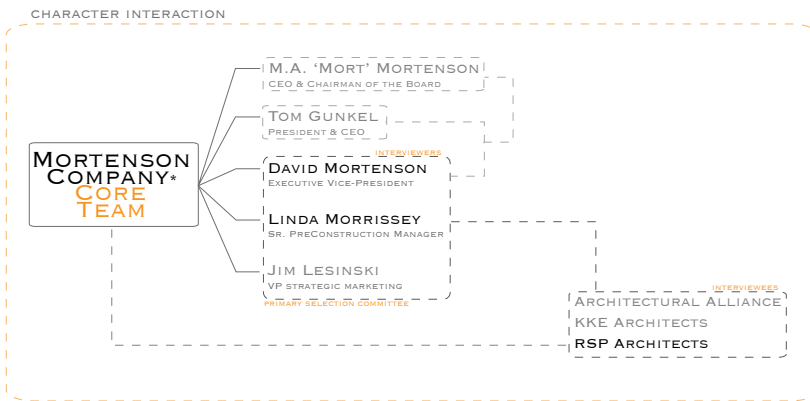 CHARACTER INTERACTION
M.A. ‘MORT’ MORTENSON
CEO & CHAIRMAN OF THE BOARD
TOM GUNKEL
PRESIDENT & CEO
INTERVIEWERS
MORTENSON
COMPANY*
CORE
TEAM
DAVID MORTENSON
EXECUTIVE VICE-PRESIDENT
LINDA MORRISSEY
SR. PRECONSTRUCTION MANAGER
JIM LESINSKI
VP STRATEGIC MARKETING
PRIMARY SELECTION COMMITTEE
INTERVIEWEES
ARCHITECTURAL ALLIANCE
KKE ARCHITECTS
RSP ARCHITECTS